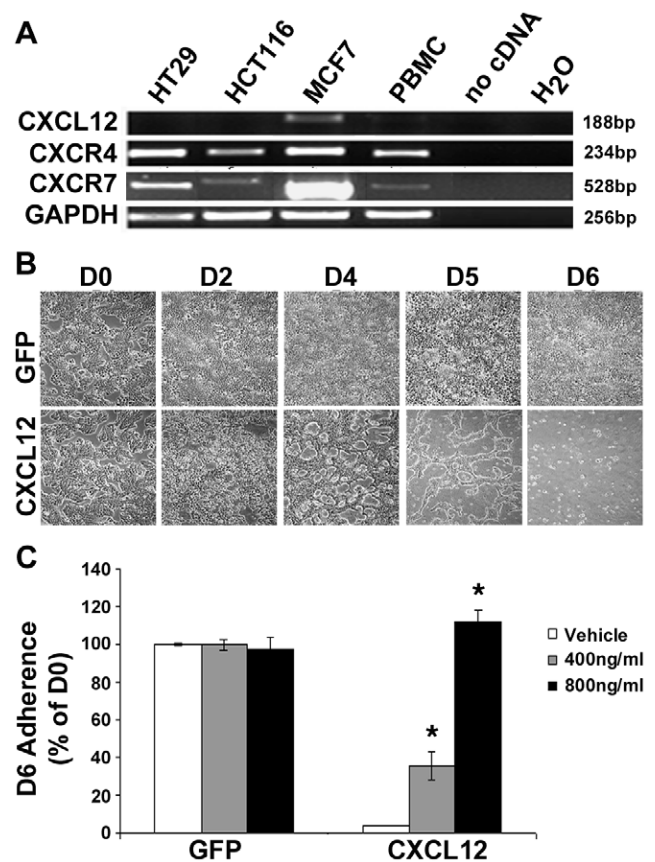 A
HT29 HCT116 MCF7 PBMC no cDNA H₂O
CXCL12 188bp
CXCR4 234bp
CXCR7 528bp
GAPDH 256bp
B
D0 D2 D4 D5 D6
GFP
CXCL12
C
D6 Adherence
(% of D0)
140
120
100
80
60
40
20
0
* *
GFP CXCL12
Vehicle
400ng/ml
800ng/ml